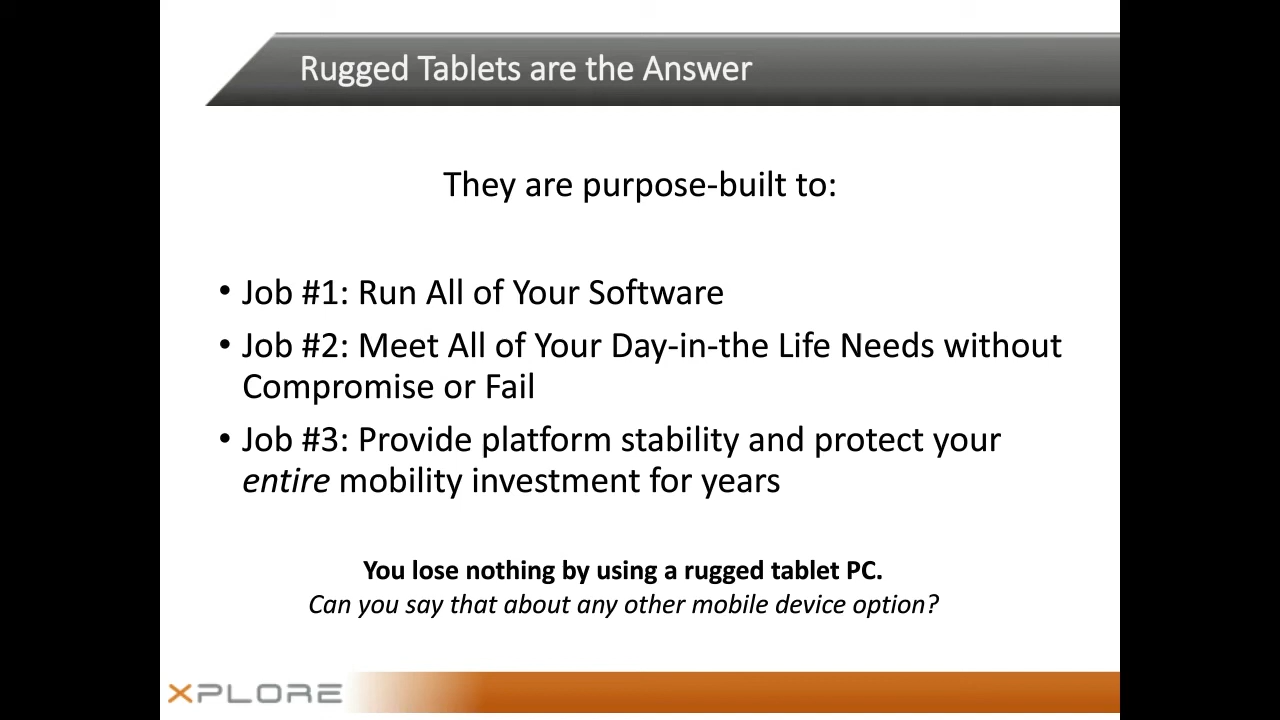 Rugged Tablets are the Answer
They are purpose-built to:
• Job #1: Run All of Your Software
• Job #2: Meet All of Your Day-in-the Life Needs without
Compromise or Fail
• Job #3: Provide platform stability and protect your
entire mobility investment for years
You lose nothing by using a rugged tablet PC.
Can you say that about any other mobile device option?
XPLORE